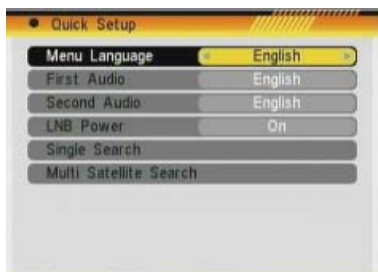 Quick Setup
Menu Language English
First Audio English
Second Audio English
LNB Power On
Single Search
Multi Satellite Search